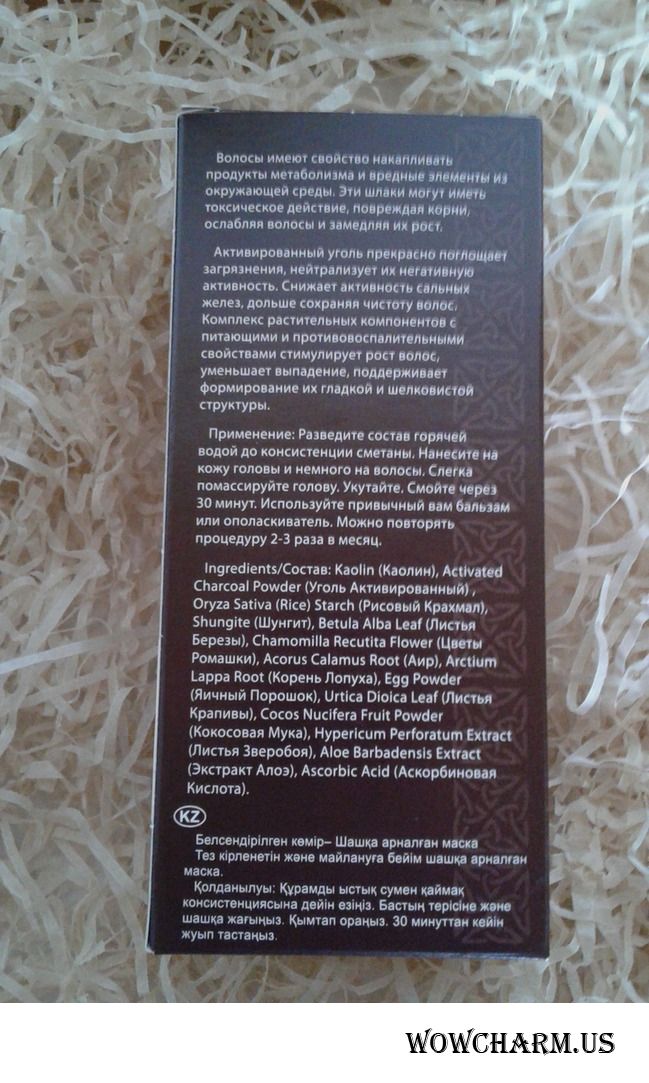 Волосы имеют свойство накапливать
продукты метаболизма и вредные элементы из
окружающей среды. Эти шлаки могут иметь
токсическое действие, повреждая корни,
ослабляя волосы и замедляя их рост.
Активированный уголь прекрасно поглощает
загрязнения, нейтрализует их негативную
активность. Снижает активность сальных
желез, дольше сохраняя чистоту волос.
Комплекс растительных компонентов с
питающими и противовоспалительными
свойствами стимулирует рост волос,
уменьшает выпадение, поддерживает
формирование их гладкой и шелковистой
структуры.
Применение: Разведите состав горячей
водой до консистенции сметаны. Нанесите на
кожу головы и немного на волосы. Слегка
помассируйте голову. Укутайте. Смойте через
30 минут. Используйте привычный вам бальзам
или ополаскиватель. Можно повторять
процедуру 2-3 раза в месяц.
Ingredients/Состав: Kaolin (Каолин), Activated
Charcoal Powder (Уголь Активированный) ,
Oryza Sativa (Rice) Starch (Рисовый Крахмал),
Shungite (Шунгит), Betula Alba Leaf (Листья
Березы), Chamomilla Recutita Flower (Цветы
Ромашки), Acorus Calamus Root (Аир), Arctium
Lappa Root (Корень Лопуха), Egg Powder
(Яичный Порошок), Urtica Dioica Leaf (Листья
Крапивы), Cocos Nucifera Fruit Powder
(Кокосовая Мука), Hypericum Perforatum Extract
(Листья Зверобоя), Aloe Barbadensis Extract
(Экстракт Алоэ), Ascorbic Acid (Аскорбиновая
Кислота).
KZ
Белсендірілген көмір– Шашқа арналған маска
Тез кірленетін және майлануға бейім шашқа арналған
маска.
Қолданылуы: Құрамды ыстық сумен қаймақ
консистенциясына дейін езіңіз. Бастың терісіне және
шашқа жағыңыз. Қымтап ораңыз. 30 минуттан кейін
жуып тастаңыз.
WOWCHARM.US